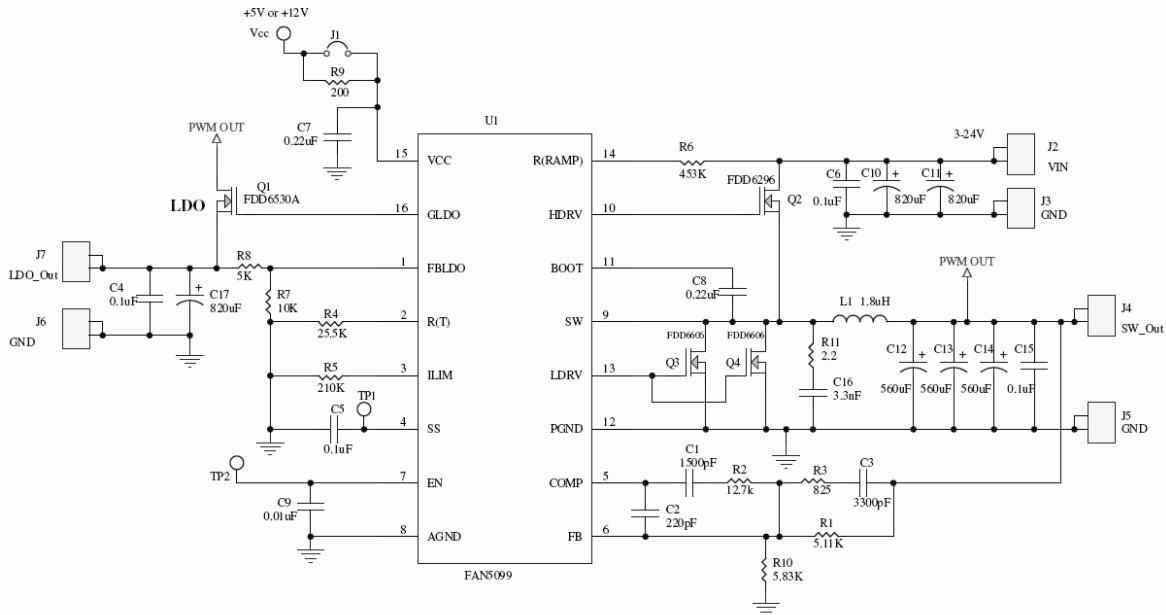 +5V or +12V
Vcc
J1
R9
200
C7
0.22uF
PWM OUT
Q1
FDD6530A
LDO
J7
LDO_Out
R8
5K
C4
0.1uF
C17
820uF
+
R7
10K
J6
GND
R4
25.5K
R5
210K
C5
0.1uF
TP1
TP2
C9
0.01uF
U1
15 VCC
16 GLDO
1 FBLDO
2 R(T)
3 ILIM
4 SS
7 EN
8 AGND
R(RAMP) 14
HDRV 10
BOOT 11
SW 9
LDRV 13
PGND 12
COMP 5
FB 6
FAN5099
R6
453K
FDD6296
Q2
3-24V
J2
VIN
C6
0.1uF
C10
+
820uF
C11
+
820uF
J3
GND
C8
0.22uF
PWM OUT
L1 1.8uH
J4
SW_Out
FDD6606
Q3
FDD6606
Q4
R11
2.2
C16
3.3nF
C12
+
560uF
C13
+
560uF
C14
+
560uF
C15
0.1uF
J5
GND
C1
1500pF
R2
12.7k
R3
825
C3
3300pF
C2
220pF
R1
5.11K
R10
5.83K